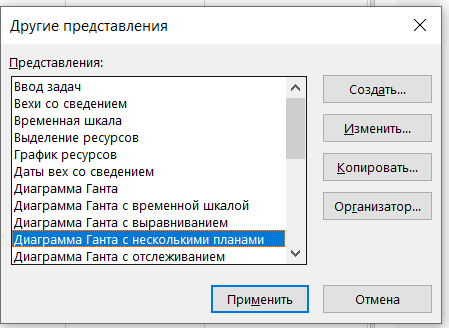 Другие представления
Представления:
Ввод задач
Вехи со сведением
Временная шкала
Выделение ресурсов
График ресурсов
Даты вех со сведением
Диаграмма Ганта
Диаграмма Ганта с временной шкалой
Диаграмма Ганта с выравниванием
Диаграмма Ганта с несколькими планами
Диаграмма Ганта с отслеживанием
Создать...
Изменить...
Копировать...
Организатор...
Применить
Отмена